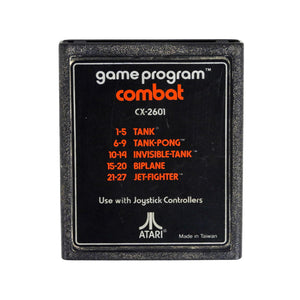 game program™
combat
CX-2601
1-5 TANK™
6-9 TANK-PONG™
10-14 INVISIBLE-TANK™
15-20 BIPLANE
21-27 JET-FIGHTER™
Use with Joystick Controllers
ATARI®
Made in Taiwan